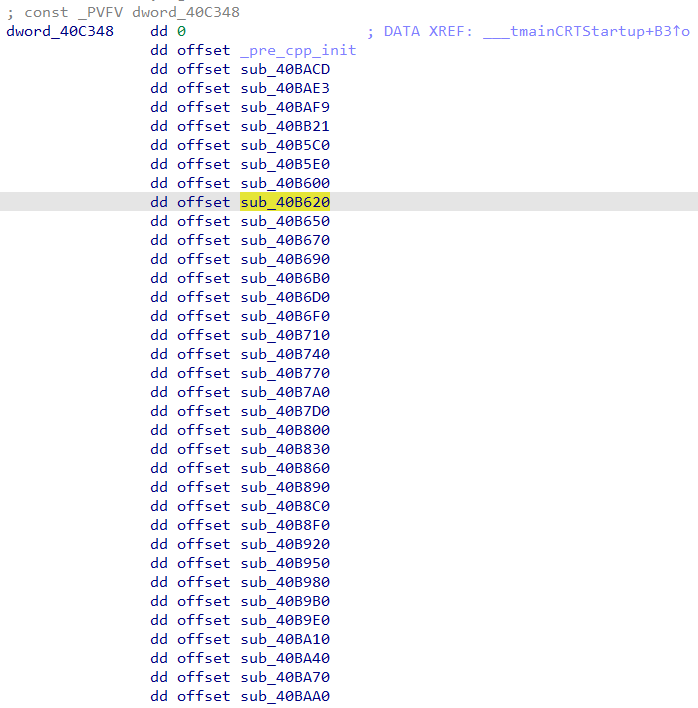 ; const _PVFV dword_40C348
dword_40C348 dd 0 ; DATA XREF: ___tmainCRTStartup+B3↑o
dd offset _pre_cpp_init
dd offset sub_40BACD
dd offset sub_40BAE3
dd offset sub_40BAF9
dd offset sub_40BB21
dd offset sub_40B5C0
dd offset sub_40B5E0
dd offset sub_40B600
dd offset sub_40B620
dd offset sub_40B650
dd offset sub_40B670
dd offset sub_40B690
dd offset sub_40B6B0
dd offset sub_40B6D0
dd offset sub_40B6F0
dd offset sub_40B710
dd offset sub_40B740
dd offset sub_40B770
dd offset sub_40B7A0
dd offset sub_40B7D0
dd offset sub_40B800
dd offset sub_40B830
dd offset sub_40B860
dd offset sub_40B890
dd offset sub_40B8C0
dd offset sub_40B8F0
dd offset sub_40B920
dd offset sub_40B950
dd offset sub_40B980
dd offset sub_40B9B0
dd offset sub_40B9E0
dd offset sub_40BA10
dd offset sub_40BA40
dd offset sub_40BA70
dd offset sub_40BAA0